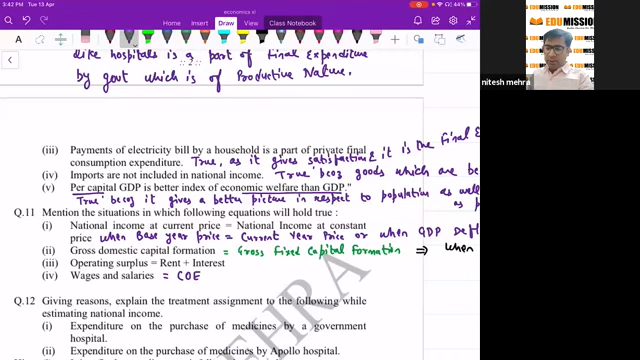 3:42 PM Tue 13 Apr
economics xi
44%
Home Insert Draw View Class Notebook
like hospitals is a part of Final Expenditure
by govt which is of Productive Nature.
(iii) Payments of electricity bill by a household is a part of private final
consumption expenditure. True, as it gives satisfaction & it is the final E
(iv) Imports are not included in national income. True bcoz goods which are be
(v) Per capital GDP is better index of economic welfare than GDP."
True bcoz it gives a better picture in respect to population as well
as p
Q.11 Mention the situations in which following equations will hold true :
(i) National income at current price = National Income at constant
price when Base year price = Current Year Price or when GDP Defl
(ii) Gross domestic capital formation = Gross Fixed Capital Formation ⇒ when
(iii) Operating surplus = Rent + Interest
(iv) Wages and salaries = COE
Q.12 Giving reasons, explain the treatment assignment to the following while
estimating national income.
(i) Expenditure on the purchase of medicines by a government
hospital.
(ii) Expenditure on the purchase of medicines by Apollo hospital.
MEHRA
EDUMISSION
nitesh mehra